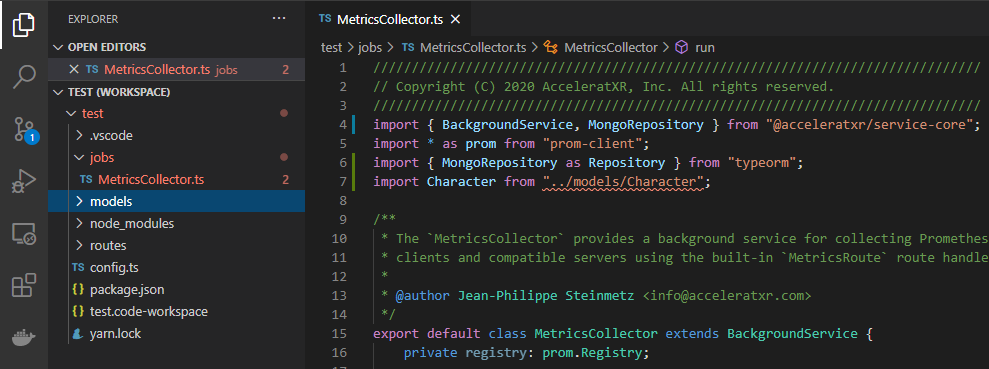 EXPLORER
OPEN EDITORS
TS MetricsCollector.ts jobs 2
TEST (WORKSPACE)
test
.vscode
jobs
TS MetricsCollector.ts 2
models
node_modules
routes
TS config.ts
{} package.json
{} test.code-workspace
yarn.lock
1
TS MetricsCollector.ts
test > jobs > TS MetricsCollector.ts > MetricsCollector > run
1 ////////////////////////////////////////////////////////////////////////////////
2 // Copyright (C) 2020 AcceleratXR, Inc. All rights reserved.
3 ////////////////////////////////////////////////////////////////////////////////
4 import { BackgroundService, MongoRepository } from "@acceleratxr/service-core";
5 import * as prom from "prom-client";
6 import { MongoRepository as Repository } from "typeorm";
7 import Character from "../models/Character";
8
9 /**
10 * The `MetricsCollector` provides a background service for collecting Promethes
11 * clients and compatible servers using the built-in `MetricsRoute` route handle
12 *
13 * @author Jean-Philippe Steinmetz <info@acceleratxr.com>
14 */
15 export default class MetricsCollector extends BackgroundService {
16 private registry: prom.Registry;